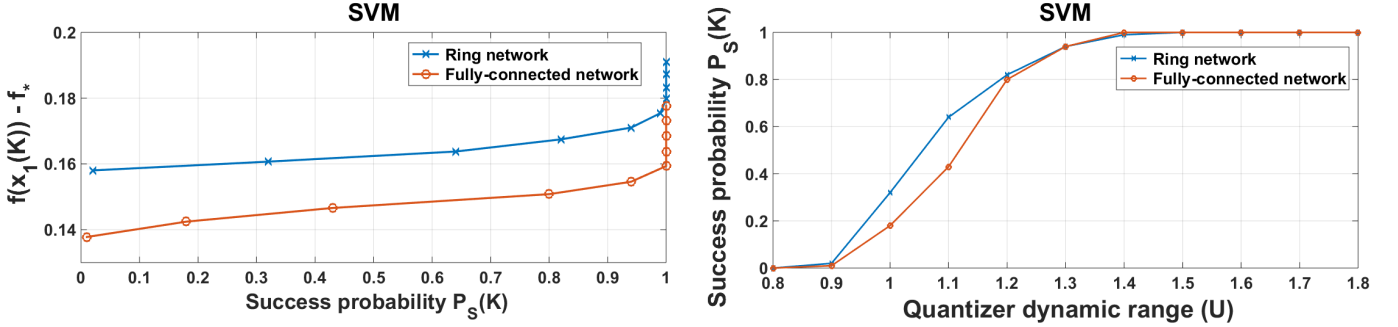 SVM
f(x_1(K)) - f_*
0.2
0.18
0.16
0.14
Ring network
Fully-connected network
0 0.1 0.2 0.3 0.4 0.5 0.6 0.7 0.8 0.9 1
Success probability P_S(K)
SVM
Success probability P_S(K)
1
0.8
0.6
0.4
0.2
0
Ring network
Fully-connected network
0.8 0.9 1 1.1 1.2 1.3 1.4 1.5 1.6 1.7 1.8
Quantizer dynamic range (U)